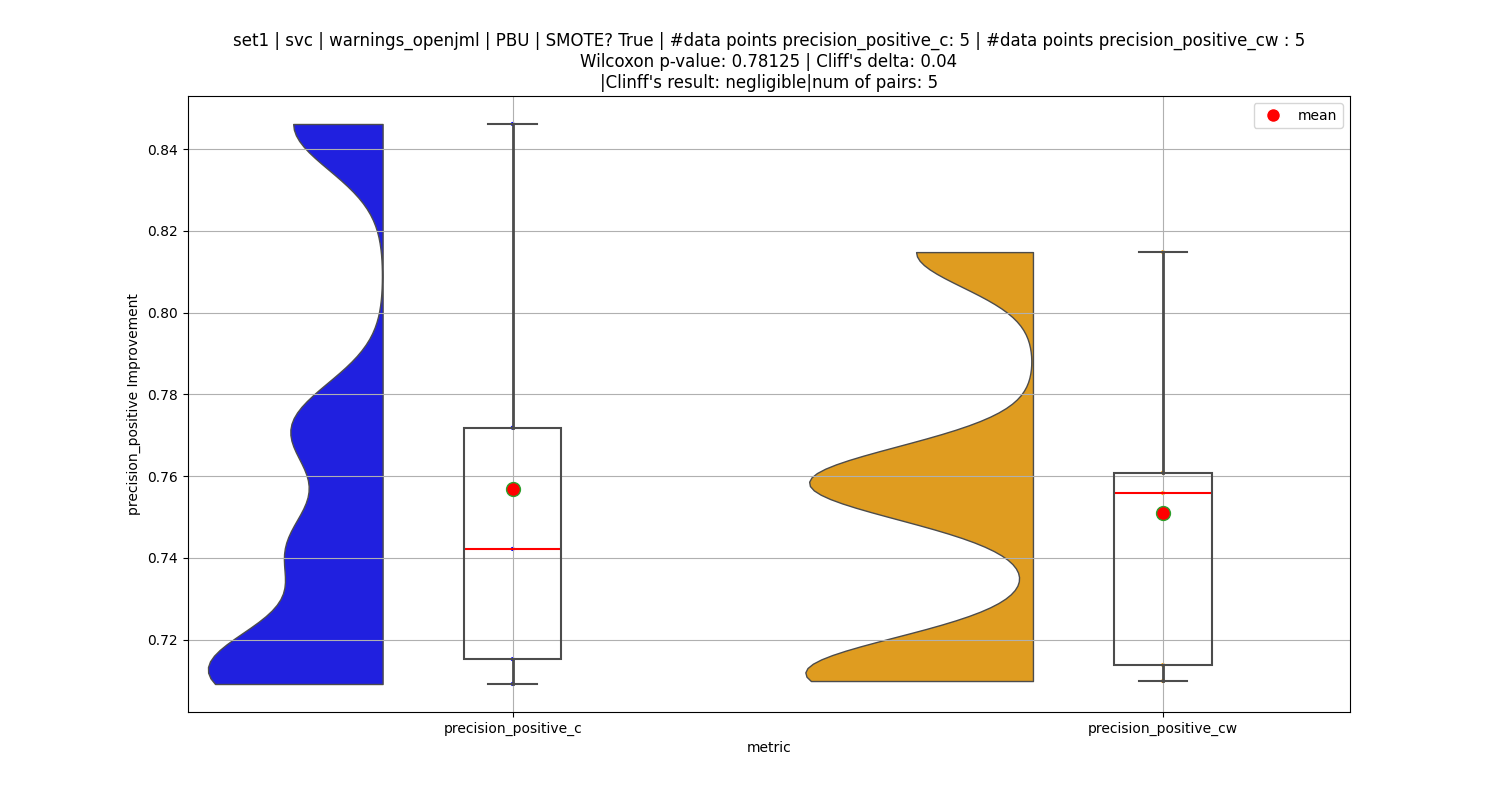 set1 | svc | warnings_openjml | PBU | SMOTE? True | #data points precision_positive_c: 5 | #data points precision_positive_cw : 5
Wilcoxon p-value: 0.78125 | Cliff's delta: 0.04
|Clinff's result: negligible|num of pairs: 5
mean
0.84
0.82
0.80
0.78
0.76
0.74
0.72
precision_positive Improvement
precision_positive_c
precision_positive_cw
metric